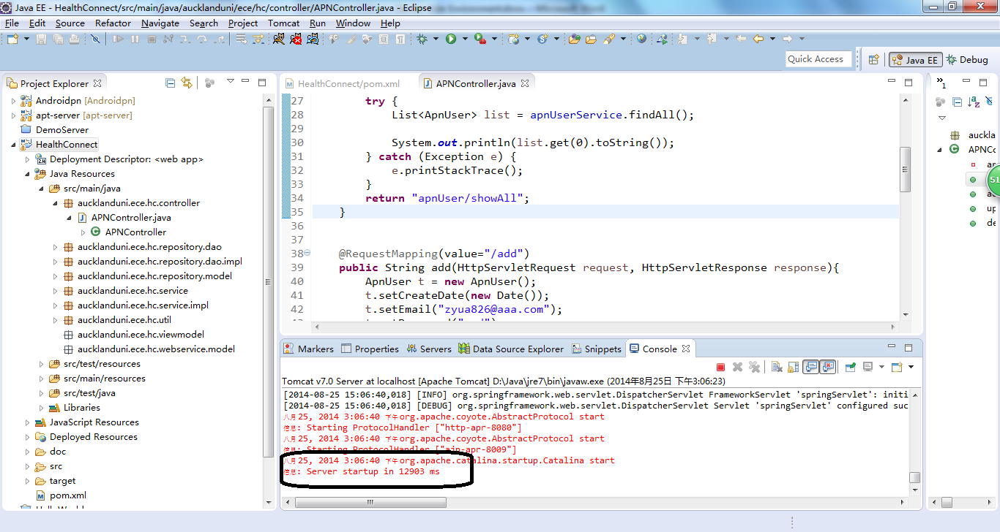 Java EE - HealthConnect/src/main/java/aucklanduni/ece/hc/controller/APNController.java - Eclipse
File Edit Source Refactor Navigate Search Project Tomcat Run Window Help
Quick Access
Java EE
Debug
Project Explorer
Androidpn [Androidpn]
apt-server [apt-server]
DemoServer
HealthConnect
Deployment Descriptor: <web app>
Java Resources
src/main/java
aucklanduni.ece.hc.controller
APNController.java
APNController
aucklanduni.ece.hc.repository.dao
aucklanduni.ece.hc.repository.dao.impl
aucklanduni.ece.hc.repository.model
aucklanduni.ece.hc.service
aucklanduni.ece.hc.service.impl
aucklanduni.ece.hc.util
aucklanduni.ece.hc.viewmodel
aucklanduni.ece.hc.webservice.model
src/test/resources
src/main/resources
src/test/java
Libraries
JavaScript Resources
Deployed Resources
doc
src
target
pom.xml
HealthConnect/pom.xml
APNController.java
27 try {
28 List<ApnUser> list = apnUserService.findAll();
29
30 System.out.println(list.get(0).toString());
31 } catch (Exception e) {
32 e.printStackTrace();
33 }
34 return "apnUser/showAll";
35 }
36
37
38 @RequestMapping(value="/add")
39 public String add(HttpServletRequest request, HttpServletResponse response){
40 ApnUser t = new ApnUser();
41 t.setCreateDate(new Date());
42 t.setEmail("zyua826@aaa.com");
Markers Properties Servers Data Source Explorer Snippets Console
Tomcat v7.0 Server at localhost [Apache Tomcat] D:\Java\jre7\bin\javaw.exe (2014年8月25日 下午3:06:23)
[2014-08-25 15:06:40,018] [INFO] org.springframework.web.servlet.DispatcherServlet FrameworkServlet 'springServlet': initi
[2014-08-25 15:06:40,022] [DEBUG] org.springframework.web.servlet.DispatcherServlet Servlet 'springServlet' configured suc
八月 25, 2014 3:06:40 下午 org.apache.coyote.AbstractProtocol start
信息: Starting ProtocolHandler ["http-apr-8080"]
八月 25, 2014 3:06:40 下午 org.apache.coyote.AbstractProtocol start
信息: Starting ProtocolHandler ["ajp-apr-8009"]
八月 25, 2014 3:06:40 下午 org.apache.catalina.startup.Catalina start
信息: Server startup in 12903 ms
1
auckla
APNCo
ap
51
up
de